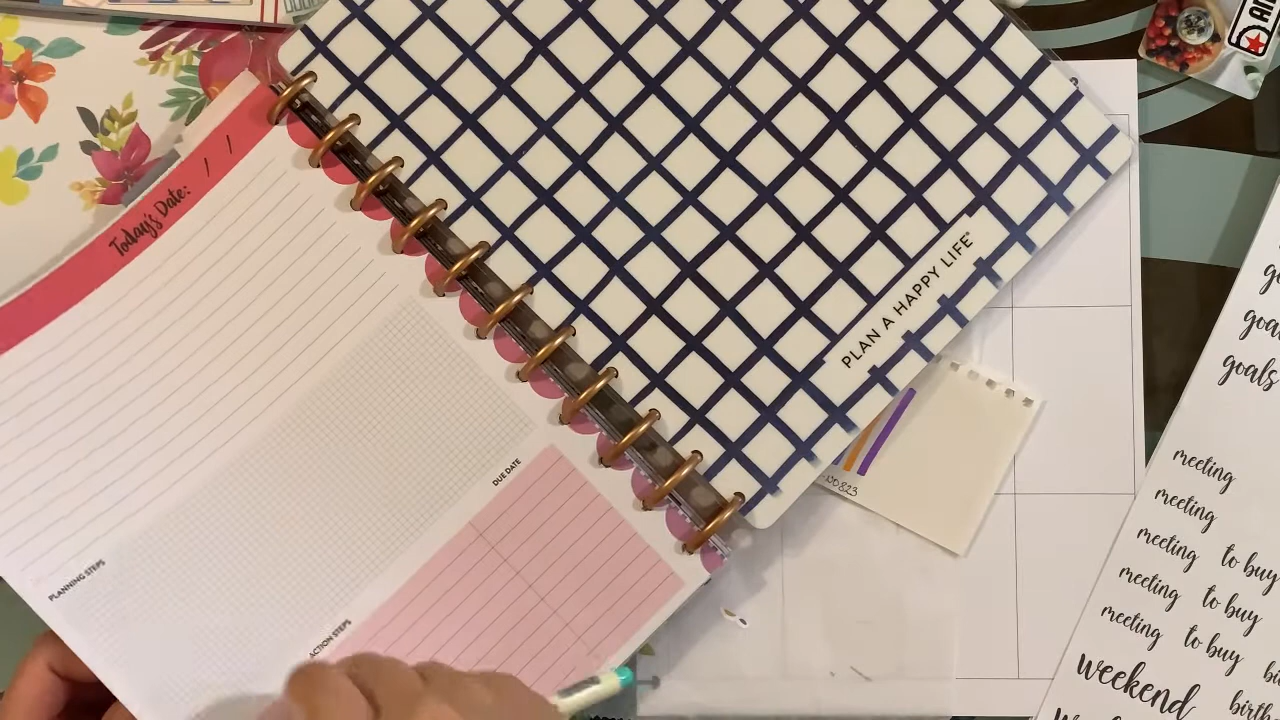 Today's Date: / /
PLAN A HAPPY LIFE
DUE DATE
PLANNING STEPS
ACTION STEPS
goals
meeting
meeting
meeting to buy
meeting to buy
meeting to buy
weekend